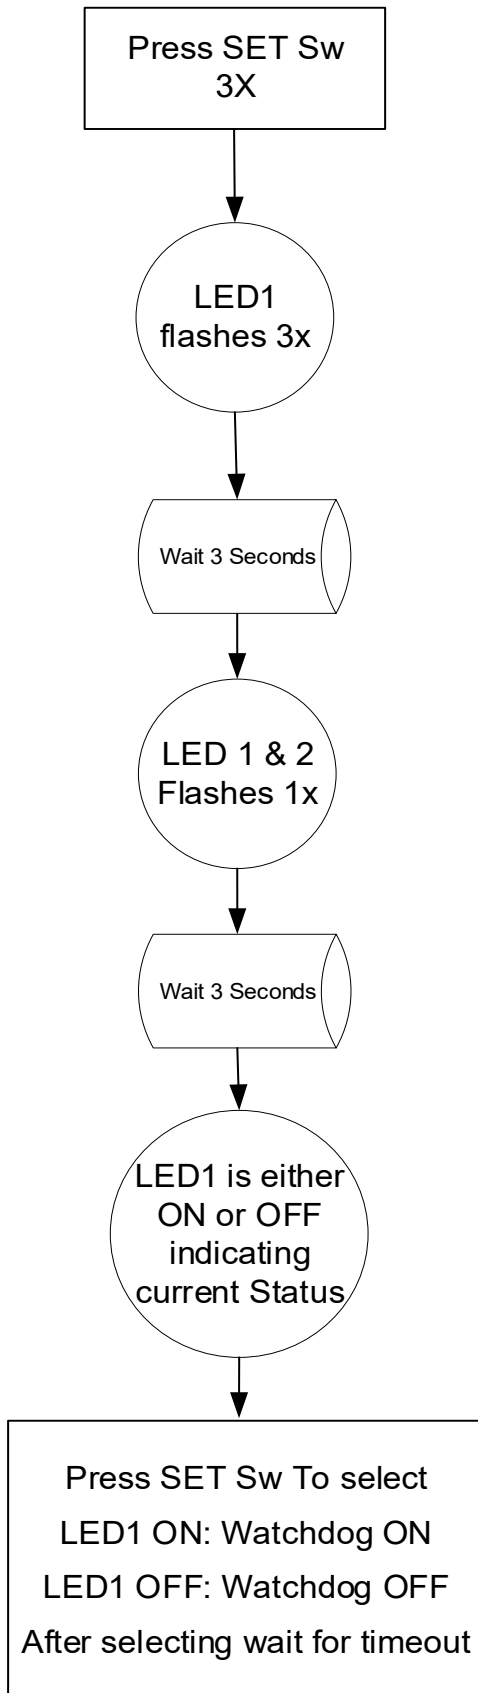 Press SET Sw
3X
LED1
flashes 3x
Wait 3 Seconds
LED 1 & 2
Flashes 1x
Wait 3 Seconds
LED1 is either
ON or OFF
indicating
current Status
Press SET Sw To select
LED1 ON: Watchdog ON
LED1 OFF: Watchdog OFF
After selecting wait for timeout